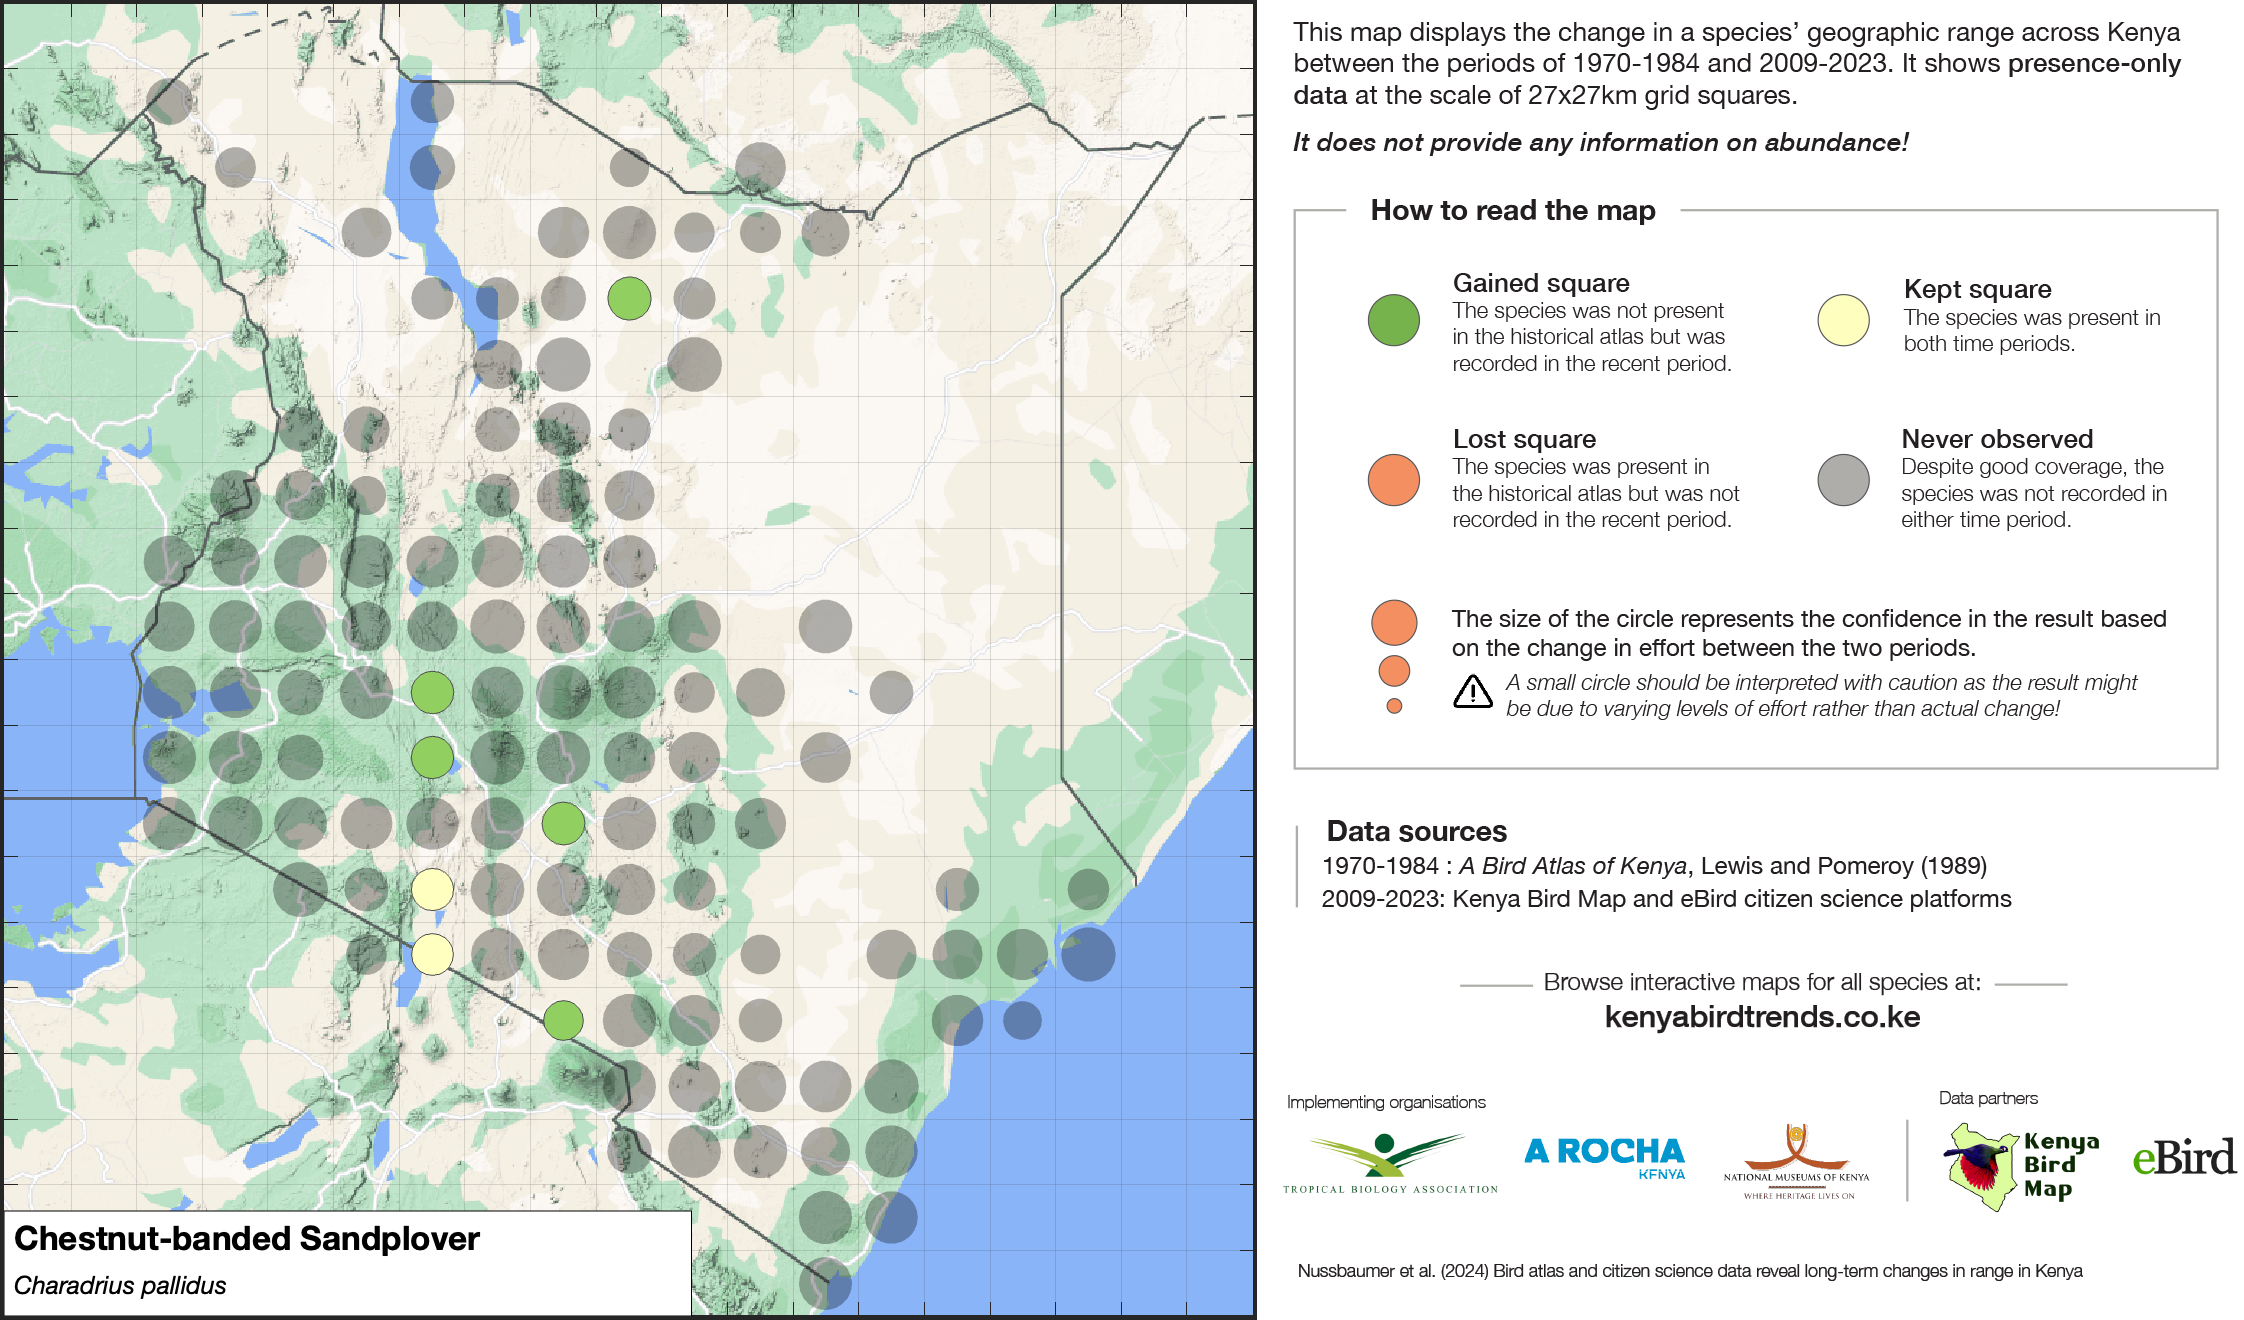 This map displays the change in a species’ geographic range across Kenya
between the periods of 1970-1984 and 2009-2023. It shows presence-only
data at the scale of 27x27km grid squares.
It does not provide any information on abundance!
How to read the map
Gained square
The species was not present
in the historical atlas but was
recorded in the recent period.
Kept square
The species was present in
both time periods.
Lost square
The species was present in
the historical atlas but was not
recorded in the recent period.
Never observed
Despite good coverage, the
species was not recorded in
either time period.
The size of the circle represents the confidence in the result based
on the change in effort between the two periods.
A small circle should be interpreted with caution as the result might
be due to varying levels of effort rather than actual change!
Data sources
1970-1984 : A Bird Atlas of Kenya, Lewis and Pomeroy (1989)
2009-2023: Kenya Bird Map and eBird citizen science platforms
Browse interactive maps for all species at:
kenyabirdtrends.co.ke
Implementing organisations
Data partners
TROPICAL BIOLOGY ASSOCIATION
A ROCHA
KENYA
NATIONAL MUSEUMS OF KENYA
WHERE HERITAGE LIVES ON
Kenya
Bird
Map
eBird
Chestnut-banded Sandplover
Charadrius pallidus
Nussbaumer et al. (2024) Bird atlas and citizen science data reveal long-term changes in range in Kenya